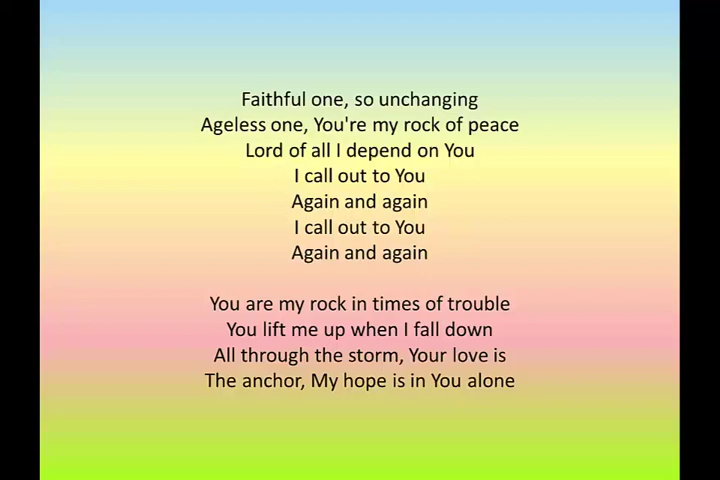 Faithful one, so unchanging
Ageless one, You're my rock of peace
Lord of all I depend on You
I call out to You
Again and again
I call out to You
Again and again
You are my rock in times of trouble
You lift me up when I fall down
All through the storm, Your love is
The anchor, My hope is in You alone